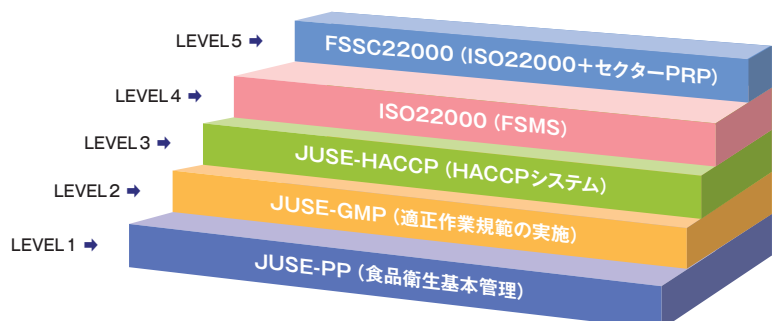 LEVEL5 ➡ FSSC22000(ISO22000+セクターPRP)
LEVEL4 ➡ ISO22000(FSMS)
LEVEL3 ➡ JUSE-HACCP(HACCPシステム)
LEVEL2 ➡ JUSE-GMP(適正作業規範の実施)
LEVEL1 ➡ JUSE-PP(食品衛生基本管理)